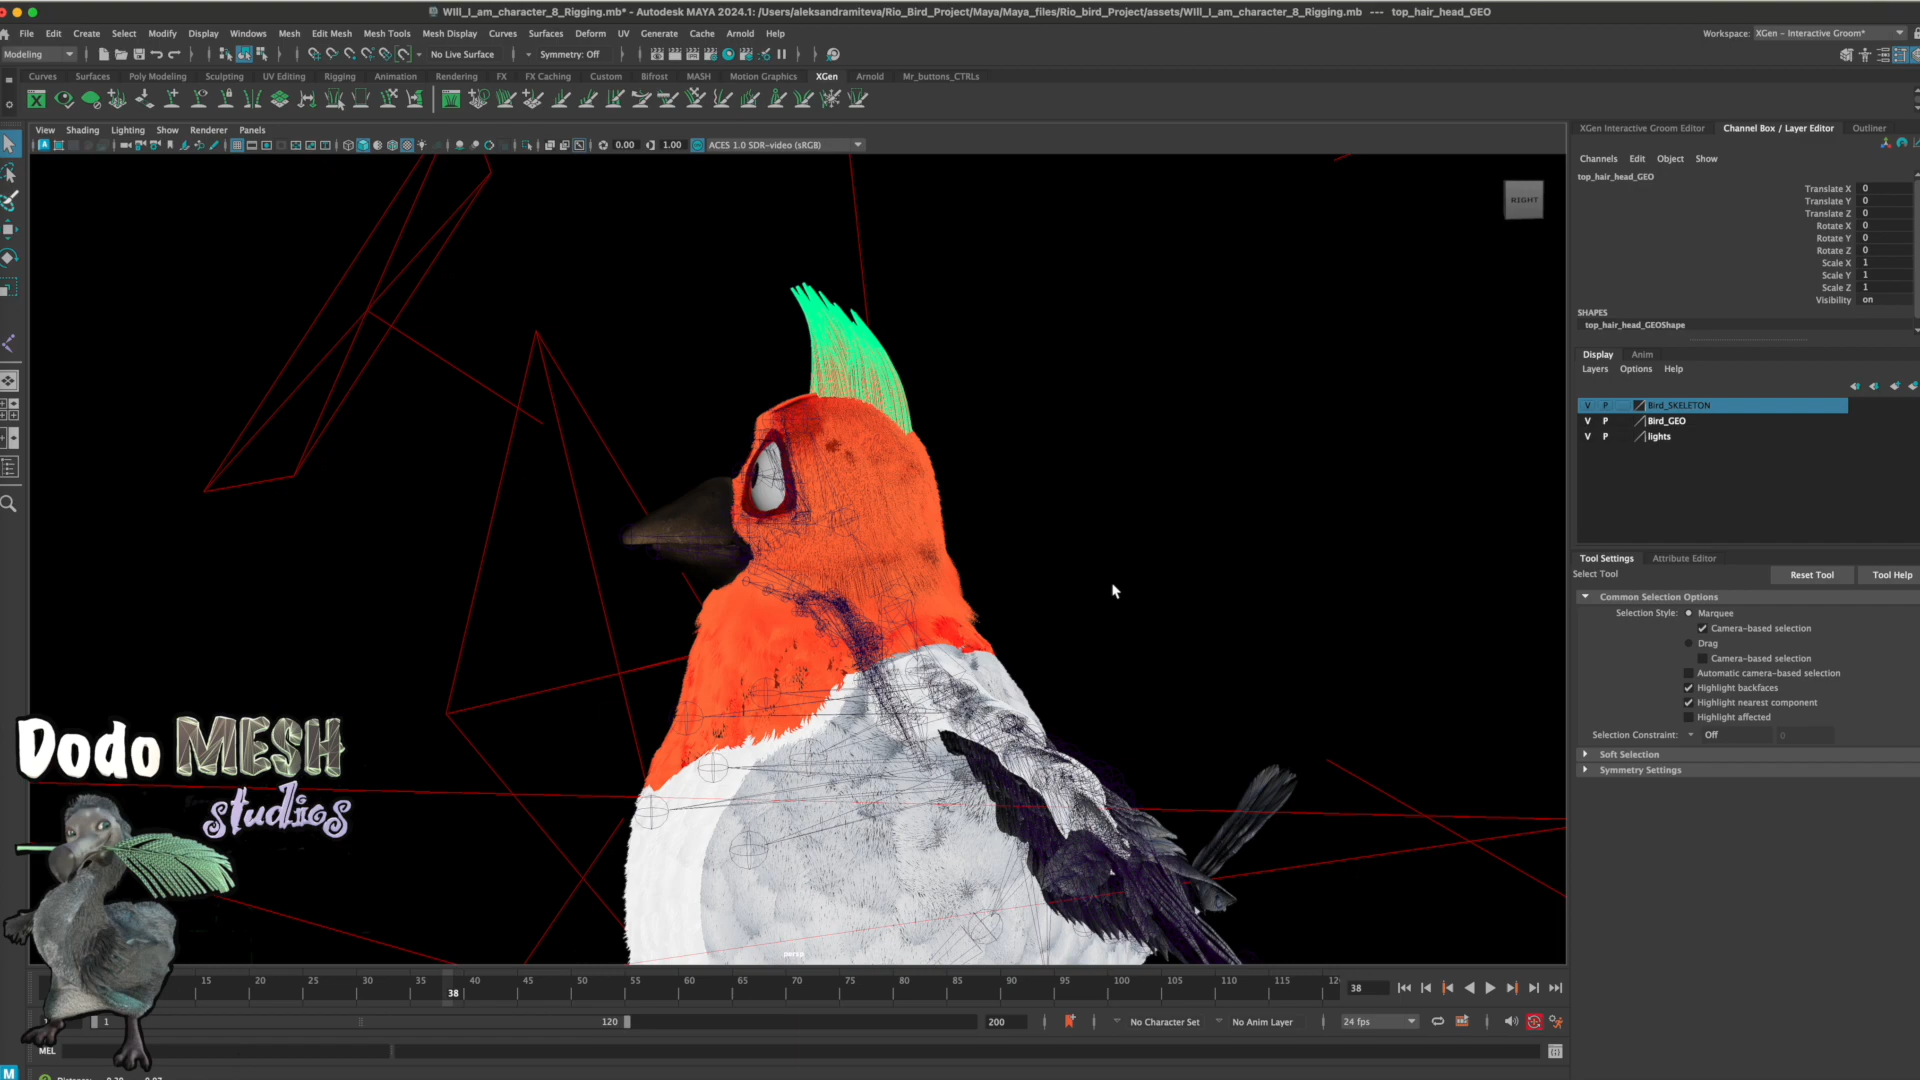 WIll_I_am_character_8_Rigging.mb* - Autodesk MAYA 2024.1: /Users/aleksandramiteva/Rio_Bird_Project/Maya/Maya_files/Rio_bird_Project/assets/WIll_I_am_character_8_Rigging.mb --- top_hair_head_GEO
File Edit Create Select Modify Display Windows Mesh Edit Mesh Mesh Tools Mesh Display Curves Surfaces Deform UV Generate Cache Arnold Help
Workspace: XGen - Interactive Groom*
Modeling
No Live Surface
Symmetry: Off
Curves Surfaces Poly Modeling Sculpting UV Editing Rigging Animation Rendering FX FX Caching Custom Bifrost MASH Motion Graphics XGen Arnold Mr_buttons_CTRLs
View Shading Lighting Show Renderer Panels
0.00 1.00 ACES 1.0 SDR-video (sRGB)
RIGHT
persp
XGen Interactive Groom Editor Channel Box / Layer Editor Outliner
Channels Edit Object Show
top_hair_head_GEO
Translate X 0
Translate Y 0
Translate Z 0
Rotate X 0
Rotate Y 0
Rotate Z 0
Scale X 1
Scale Y 1
Scale Z 1
Visibility on
SHAPES
top_hair_head_GEOShape
Display Anim
Layers Options Help
V P Bird_SKELETON
V P Bird_GEO
V P lights
Tool Settings Attribute Editor
Select Tool
Reset Tool
Tool Help
Common Selection Options
Selection Style: Marquee
Camera-based selection
Drag
Camera-based selection
Automatic camera-based selection
Highlight backfaces
Highlight nearest component
Highlight affected
Selection Constraint: Off 0
Soft Selection
Symmetry Settings
Dodo MESH
studios
15 20 25 30 35 40 45 50 55 60 65 70 75 80 85 90 95 100 105 110 115 120
38
38
1 120 200
No Character Set
No Anim Layer
24 fps
MEL
M